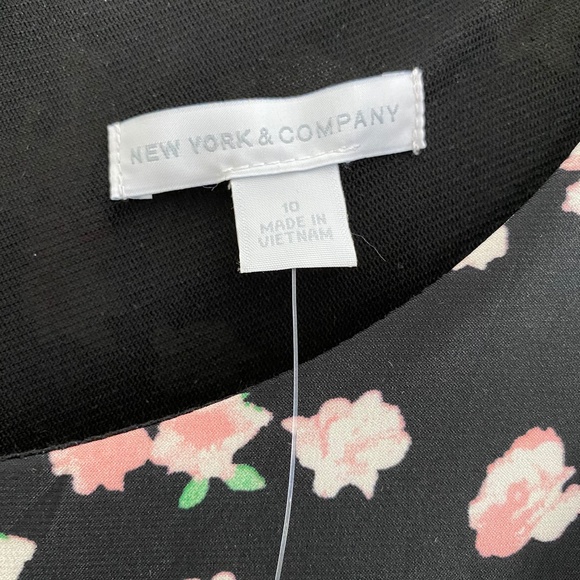 NEW YORK & COMPANY
10
MADE IN
VIETNAM